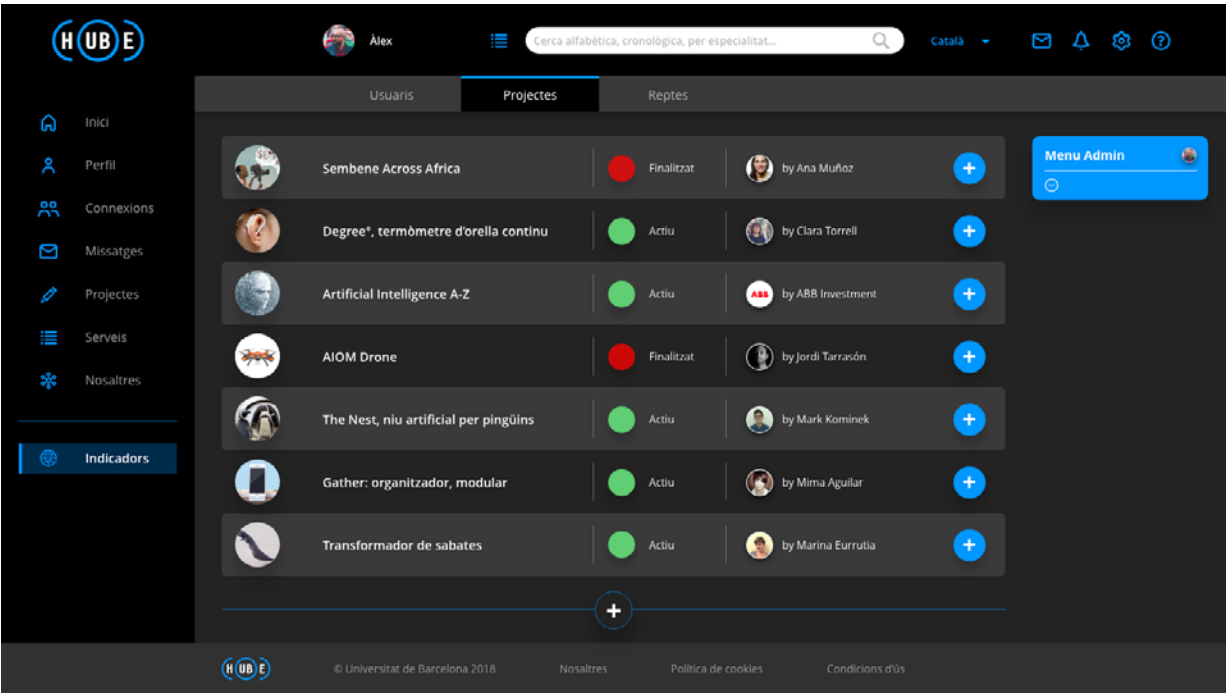 (H(UB)E)
Àlex
Cerca alfabètica, cronològica, per especialitat...
Català
Usuaris
Projectes
Reptes
Inici
Perfil
Connexions
Missatges
Projectes
Serveis
Nosaltres
Indicadors
Sembene Across Africa
Finalitzat
by Ana Muñoz
Degree°, termòmetre d'orella continu
Actiu
by Clara Torrell
Artificial Intelligence A-Z
Actiu
ABB
by ABB Investment
AIOM Drone
Finalitzat
by Jordi Tarrasón
The Nest, niu artificial per pingüins
Actiu
by Mark Kominek
Gather: organitzador, modular
Actiu
by Mima Aguilar
Transformador de sabates
Actiu
by Marina Eurrutia
Menu Admin
(H(UB)E)
© Universitat de Barcelona 2018
Nosaltres
Política de cookies
Condicions d'ús